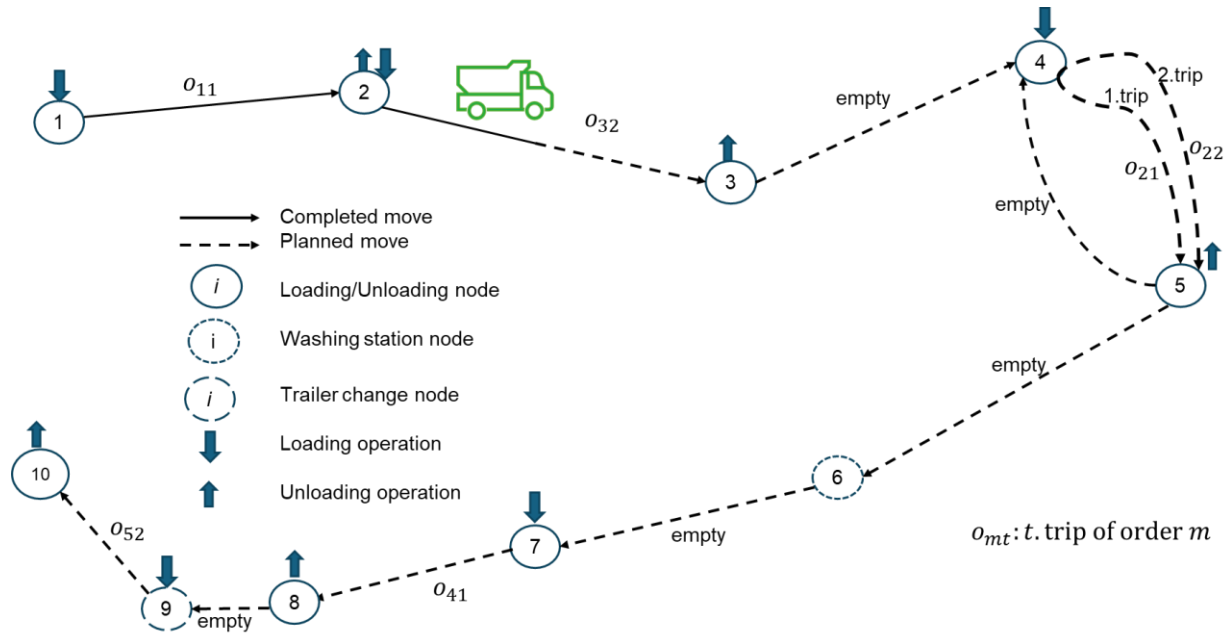 4
2.trip
1.trip
2
o₁₁
empty
1
o₃₂
o₂₂
o₂₁
3
empty
Completed move
Planned move
5
i
Loading/Unloading node
i
Washing station node
empty
i
Trailer change node
Loading operation
10
6
Unloading operation
o₅₂
7
empty
oₘₜ: t. trip of order m
o₄₁
9
8
empty